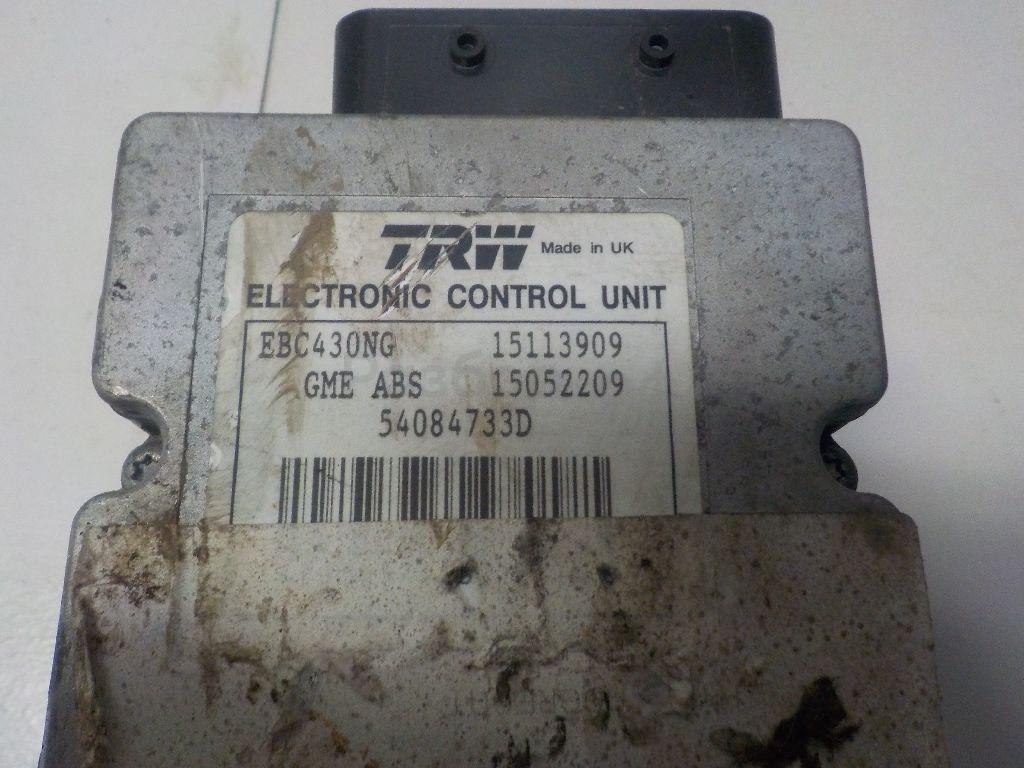 TRW Made in UK
ELECTRONIC CONTROL UNIT
EBC430NG 15113909
GME ABS 15052209
54084733D